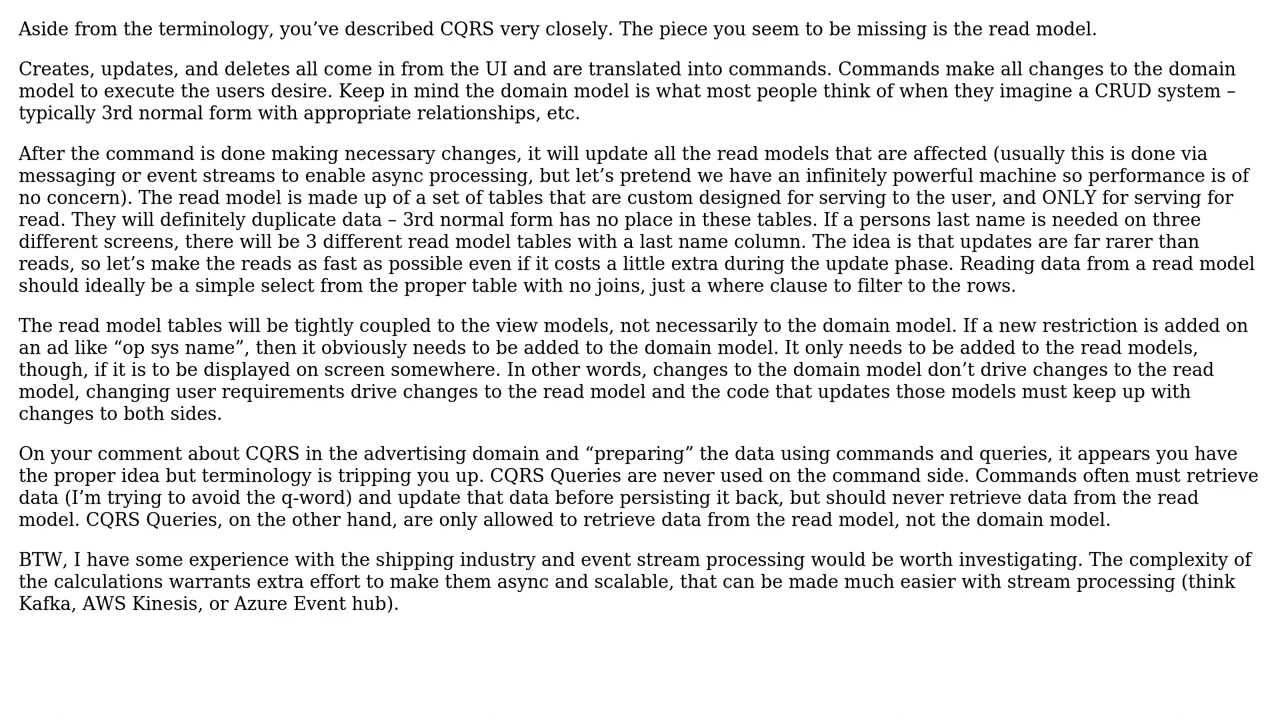 Aside from the terminology, you’ve described CQRS very closely. The piece you seem to be missing is the read model.
Creates, updates, and deletes all come in from the UI and are translated into commands. Commands make all changes to the domain
model to execute the users desire. Keep in mind the domain model is what most people think of when they imagine a CRUD system –
typically 3rd normal form with appropriate relationships, etc.
After the command is done making necessary changes, it will update all the read models that are affected (usually this is done via
messaging or event streams to enable async processing, but let’s pretend we have an infinitely powerful machine so performance is of
no concern). The read model is made up of a set of tables that are custom designed for serving to the user, and ONLY for serving for
read. They will definitely duplicate data – 3rd normal form has no place in these tables. If a persons last name is needed on three
different screens, there will be 3 different read model tables with a last name column. The idea is that updates are far rarer than
reads, so let’s make the reads as fast as possible even if it costs a little extra during the update phase. Reading data from a read model
should ideally be a simple select from the proper table with no joins, just a where clause to filter to the rows.
The read model tables will be tightly coupled to the view models, not necessarily to the domain model. If a new restriction is added on
an ad like “op sys name”, then it obviously needs to be added to the domain model. It only needs to be added to the read models,
though, if it is to be displayed on screen somewhere. In other words, changes to the domain model don’t drive changes to the read
model, changing user requirements drive changes to the read model and the code that updates those models must keep up with
changes to both sides.
On your comment about CQRS in the advertising domain and “preparing” the data using commands and queries, it appears you have
the proper idea but terminology is tripping you up. CQRS Queries are never used on the command side. Commands often must retrieve
data (I’m trying to avoid the q-word) and update that data before persisting it back, but should never retrieve data from the read
model. CQRS Queries, on the other hand, are only allowed to retrieve data from the read model, not the domain model.
BTW, I have some experience with the shipping industry and event stream processing would be worth investigating. The complexity of
the calculations warrants extra effort to make them async and scalable, that can be made much easier with stream processing (think
Kafka, AWS Kinesis, or Azure Event hub).